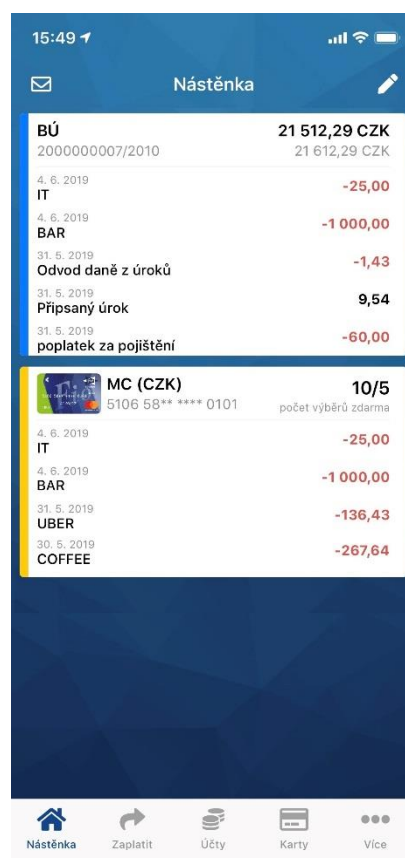 15:49
Nástěnka
BÚ 21 512,29 CZK
2000000007/2010 21 612,29 CZK
4. 6. 2019
IT -25,00
4. 6. 2019
BAR -1 000,00
31. 5. 2019
Odvod daně z úroků -1,43
31. 5. 2019
Připsaný úrok 9,54
31. 5. 2019
poplatek za pojištění -60,00
MC (CZK) 10/5
5106 58** **** 0101 počet výběrů zdarma
4. 6. 2019
IT -25,00
4. 6. 2019
BAR -1 000,00
31. 5. 2019
UBER -136,43
30. 5. 2019
COFFEE -267,64
Nástěnka Zaplatit Účty Karty Více